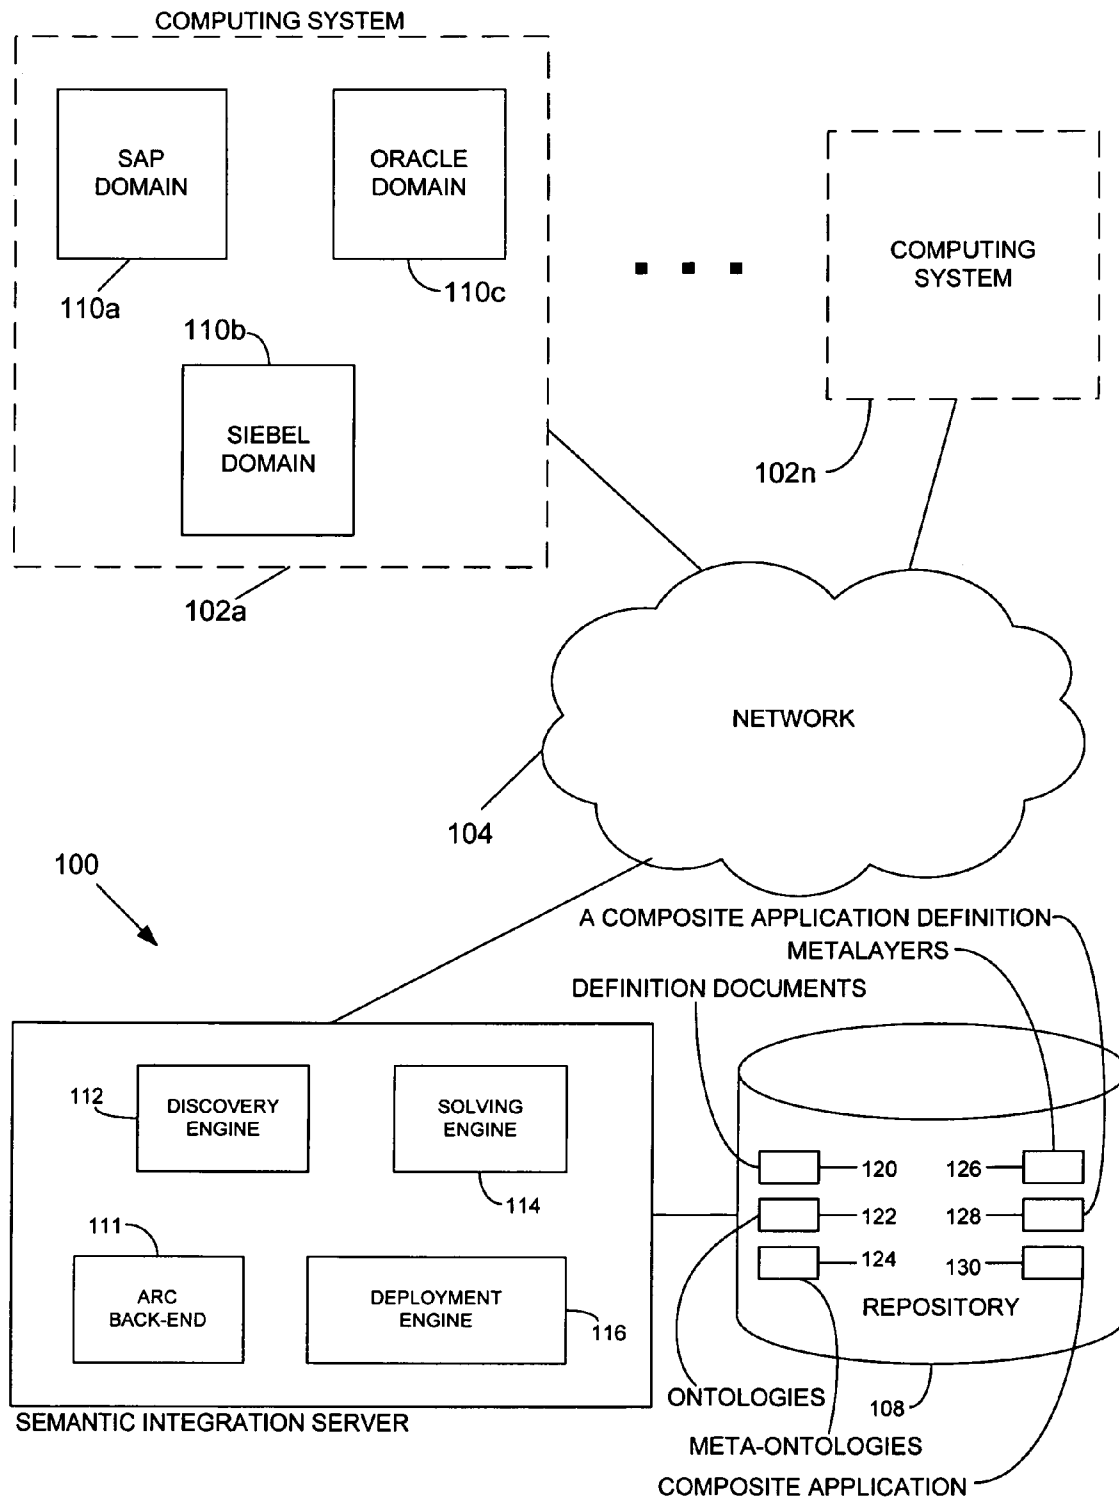 COMPUTING SYSTEM
SAP
DOMAIN
ORACLE
DOMAIN
110a
110c
110b
SIEBEL
DOMAIN
102a
COMPUTING
SYSTEM
102n
NETWORK
104
100
A COMPOSITE APPLICATION DEFINITION
METALAYERS
DEFINITION DOCUMENTS
112
DISCOVERY
ENGINE
SOLVING
ENGINE
114
111
ARC
BACK-END
DEPLOYMENT
ENGINE
116
SEMANTIC INTEGRATION SERVER
120
126
122
128
124
130
REPOSITORY
108
ONTOLOGIES
META-ONTOLOGIES
COMPOSITE APPLICATION